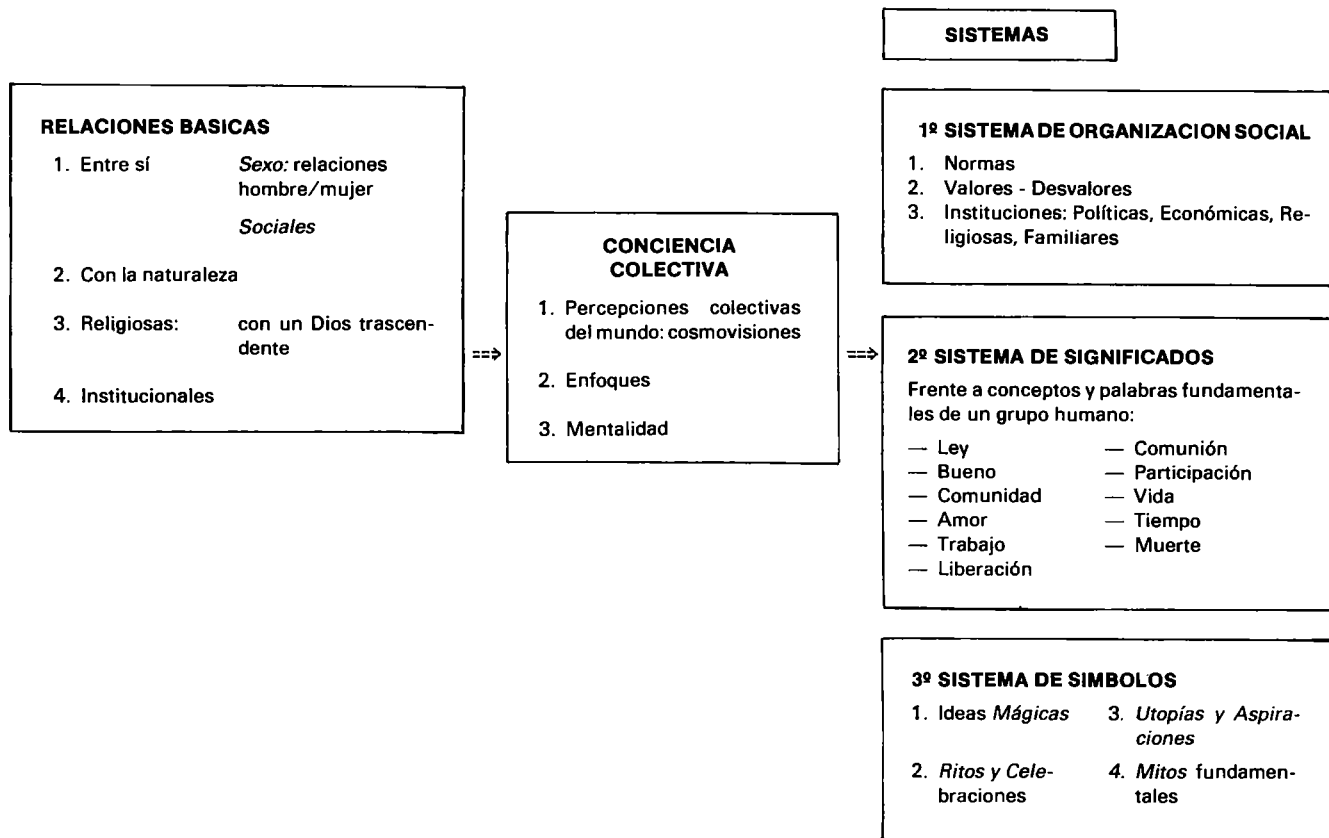 RELACIONES BASICAS
1. Entre sí Sexo: relaciones
hombre/mujer
Sociales
2. Con la naturaleza
3. Religiosas: con un Dios trascen-
dente
4. Institucionales
==>
CONCIENCIA
COLECTIVA
1. Percepciones colectivas
del mundo: cosmovisiones
2. Enfoques
3. Mentalidad
==>
SISTEMAS
1º SISTEMA DE ORGANIZACION SOCIAL
1. Normas
2. Valores - Desvalores
3. Instituciones: Políticas, Económicas, Re-
ligiosas, Familiares
2º SISTEMA DE SIGNIFICADOS
Frente a conceptos y palabras fundamenta-
les de un grupo humano:
— Ley — Comunión
— Bueno — Participación
— Comunidad — Vida
— Amor — Tiempo
— Trabajo — Muerte
— Liberación
3º SISTEMA DE SIMBOLOS
1. Ideas Mágicas 3. Utopías y Aspira-
ciones
2. Ritos y Cele- 4. Mitos fundamen-
braciones tales